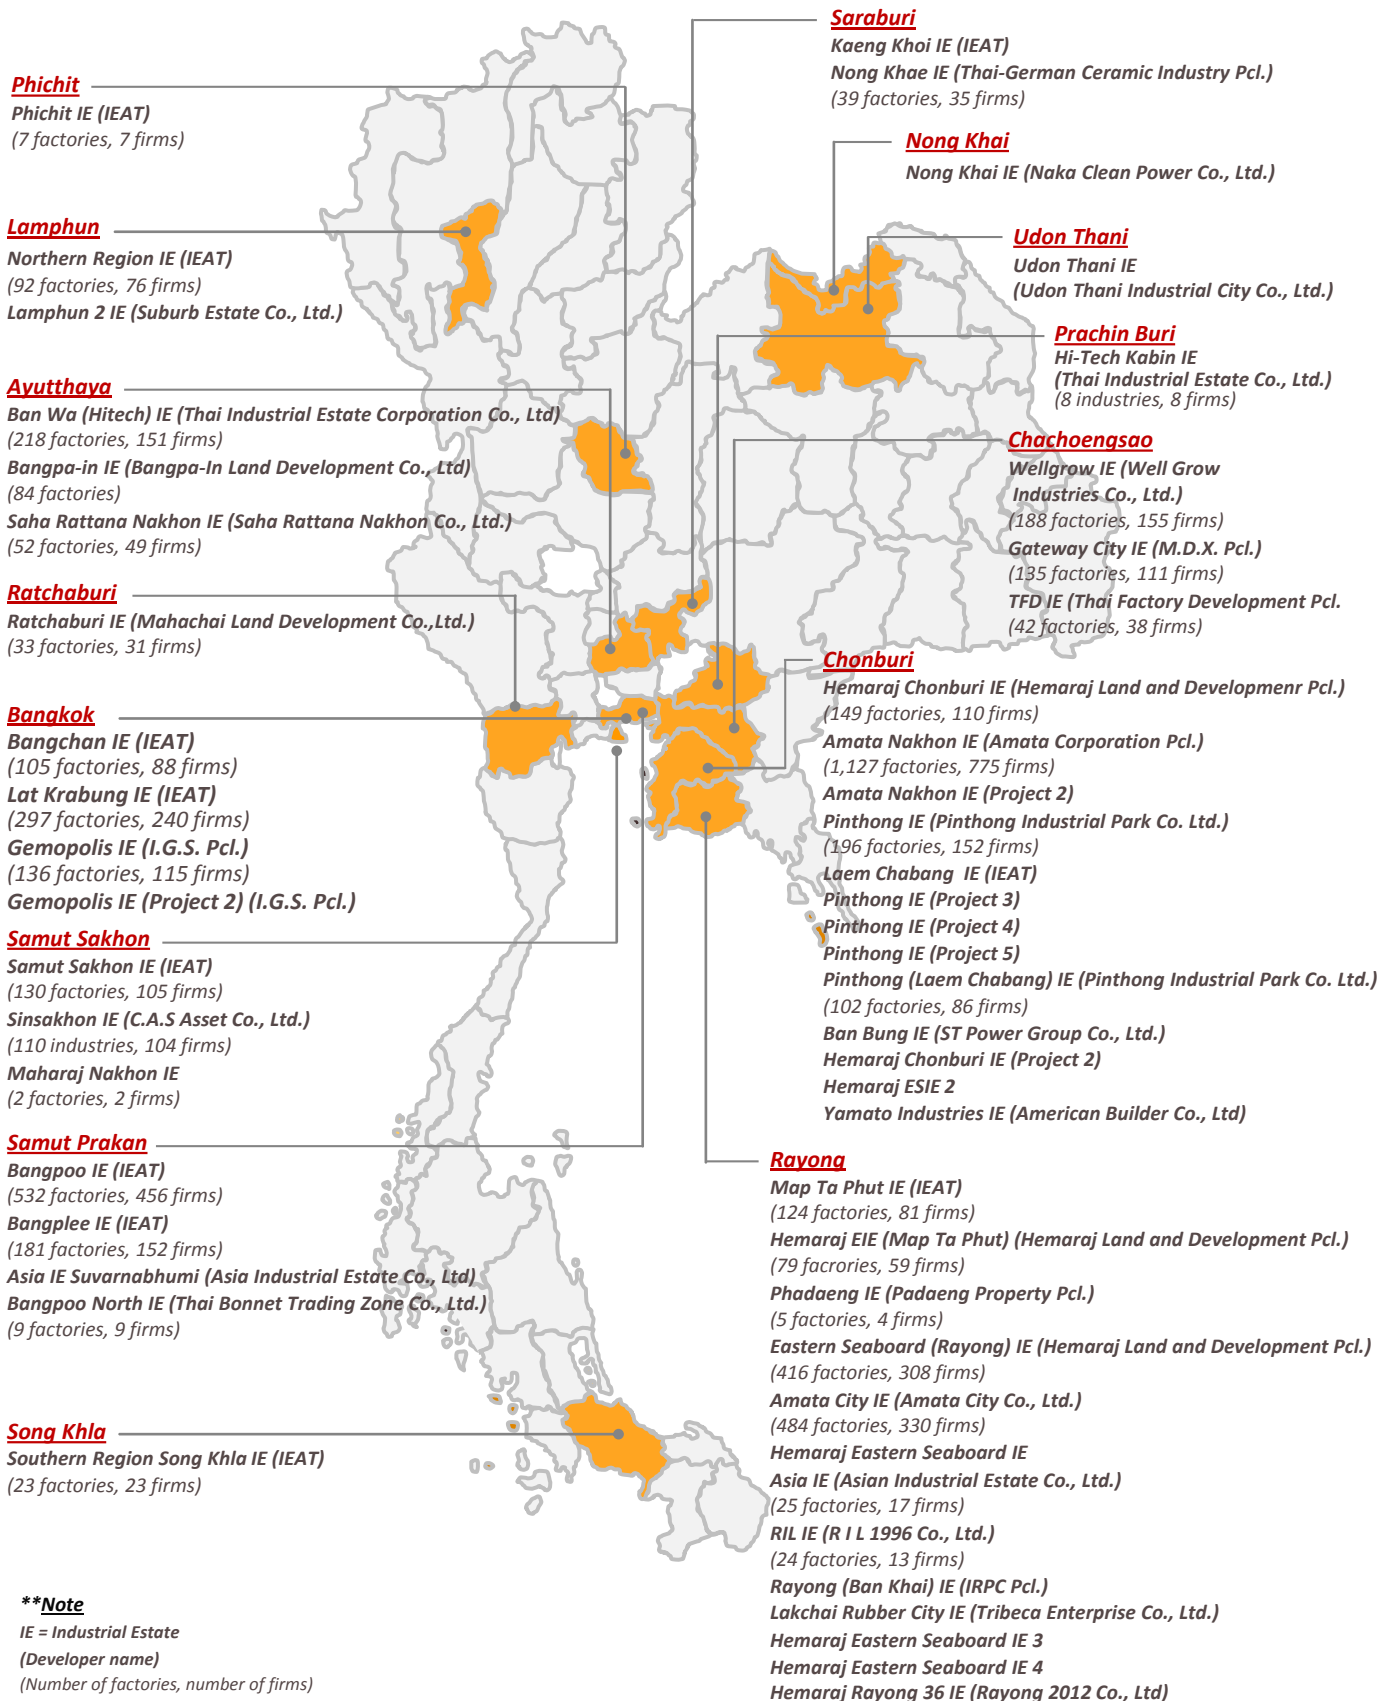 Saraburi
Kaeng Khoi IE (IEAT)
Nong Khae IE (Thai-German Ceramic Industry Pcl.)
(39 factories, 35 firms)
Phichit
Phichit IE (IEAT)
(7 factories, 7 firms)
Nong Khai
Nong Khai IE (Naka Clean Power Co., Ltd.)
Lamphun
Northern Region IE (IEAT)
(92 factories, 76 firms)
Lamphun 2 IE (Suburb Estate Co., Ltd.)
Udon Thani
Udon Thani IE
(Udon Thani Industrial City Co., Ltd.)
Prachin Buri
Hi-Tech Kabin IE
(Thai Industrial Estate Co., Ltd.)
(8 industries, 8 firms)
Ayutthaya
Ban Wa (Hitech) IE (Thai Industrial Estate Corporation Co., Ltd)
(218 factories, 151 firms)
Bangpa-in IE (Bangpa-In Land Development Co., Ltd)
(84 factories)
Saha Rattana Nakhon IE (Saha Rattana Nakhon Co., Ltd.)
(52 factories, 49 firms)
Chachoengsao
Wellgrow IE (Well Grow
Industries Co., Ltd.)
(188 factories, 155 firms)
Gateway City IE (M.D.X. Pcl.)
(135 factories, 111 firms)
TFD IE (Thai Factory Development Pcl.
(42 factories, 38 firms)
Ratchaburi
Ratchaburi IE (Mahachai Land Development Co.,Ltd.)
(33 factories, 31 firms)
Bangkok
Bangchan IE (IEAT)
(105 factories, 88 firms)
Lat Krabung IE (IEAT)
(297 factories, 240 firms)
Gemopolis IE (I.G.S. Pcl.)
(136 factories, 115 firms)
Gemopolis IE (Project 2) (I.G.S. Pcl.)
Chonburi
Hemaraj Chonburi IE (Hemaraj Land and Developmenr Pcl.)
(149 factories, 110 firms)
Amata Nakhon IE (Amata Corporation Pcl.)
(1,127 factories, 775 firms)
Amata Nakhon IE (Project 2)
Pinthong IE (Pinthong Industrial Park Co. Ltd.)
(196 factories, 152 firms)
Laem Chabang IE (IEAT)
Pinthong IE (Project 3)
Pinthong IE (Project 4)
Pinthong IE (Project 5)
Pinthong (Laem Chabang) IE (Pinthong Industrial Park Co. Ltd.)
(102 factories, 86 firms)
Ban Bung IE (ST Power Group Co., Ltd.)
Hemaraj Chonburi IE (Project 2)
Hemaraj ESIE 2
Yamato Industries IE (American Builder Co., Ltd)
Samut Sakhon
Samut Sakhon IE (IEAT)
(130 factories, 105 firms)
Sinsakhon IE (C.A.S Asset Co., Ltd.)
(110 industries, 104 firms)
Maharaj Nakhon IE
(2 factories, 2 firms)
Samut Prakan
Bangpoo IE (IEAT)
(532 factories, 456 firms)
Bangplee IE (IEAT)
(181 factories, 152 firms)
Asia IE Suvarnabhumi (Asia Industrial Estate Co., Ltd)
Bangpoo North IE (Thai Bonnet Trading Zone Co., Ltd.)
(9 factories, 9 firms)
Rayong
Map Ta Phut IE (IEAT)
(124 factories, 81 firms)
Hemaraj EIE (Map Ta Phut) (Hemaraj Land and Development Pcl.)
(79 facrories, 59 firms)
Phadaeng IE (Padaeng Property Pcl.)
(5 factories, 4 firms)
Eastern Seaboard (Rayong) IE (Hemaraj Land and Development Pcl.)
(416 factories, 308 firms)
Amata City IE (Amata City Co., Ltd.)
(484 factories, 330 firms)
Hemaraj Eastern Seaboard IE
Asia IE (Asian Industrial Estate Co., Ltd.)
(25 factories, 17 firms)
RIL IE (R I L 1996 Co., Ltd.)
(24 factories, 13 firms)
Rayong (Ban Khai) IE (IRPC Pcl.)
Lakchai Rubber City IE (Tribeca Enterprise Co., Ltd.)
Hemaraj Eastern Seaboard IE 3
Hemaraj Eastern Seaboard IE 4
Hemaraj Rayong 36 IE (Rayong 2012 Co., Ltd)
Song Khla
Southern Region Song Khla IE (IEAT)
(23 factories, 23 firms)
**Note
IE = Industrial Estate
(Developer name)
(Number of factories, number of firms)